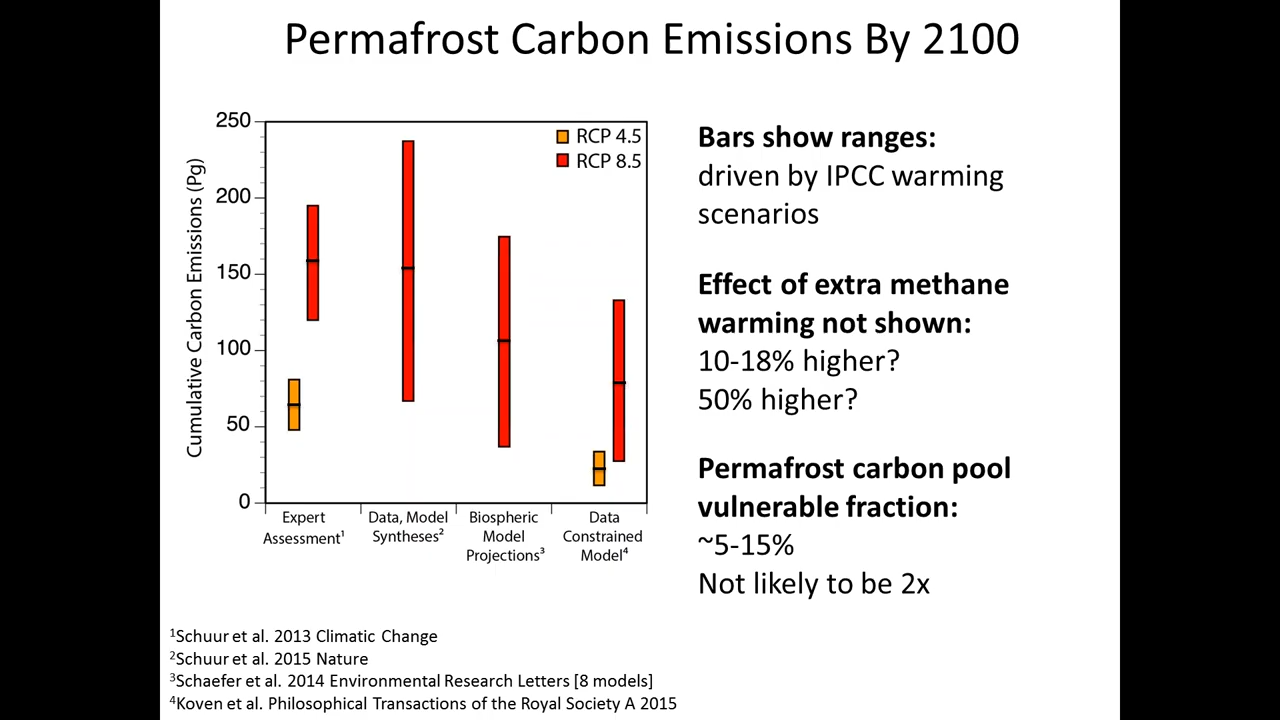 Permafrost Carbon Emissions By 2100
Cumulative Carbon Emissions (Pg)
250
200
150
100
50
0
RCP 4.5
RCP 8.5
Expert
Assessment¹
Data, Model
Syntheses²
Biospheric
Model
Projections³
Data
Constrained
Model⁴
Bars show ranges:
driven by IPCC warming
scenarios
Effect of extra methane
warming not shown:
10-18% higher?
50% higher?
Permafrost carbon pool
vulnerable fraction:
~5-15%
Not likely to be 2x
¹Schuur et al. 2013 Climatic Change
²Schuur et al. 2015 Nature
³Schaefer et al. 2014 Environmental Research Letters [8 models]
⁴Koven et al. Philosophical Transactions of the Royal Society A 2015